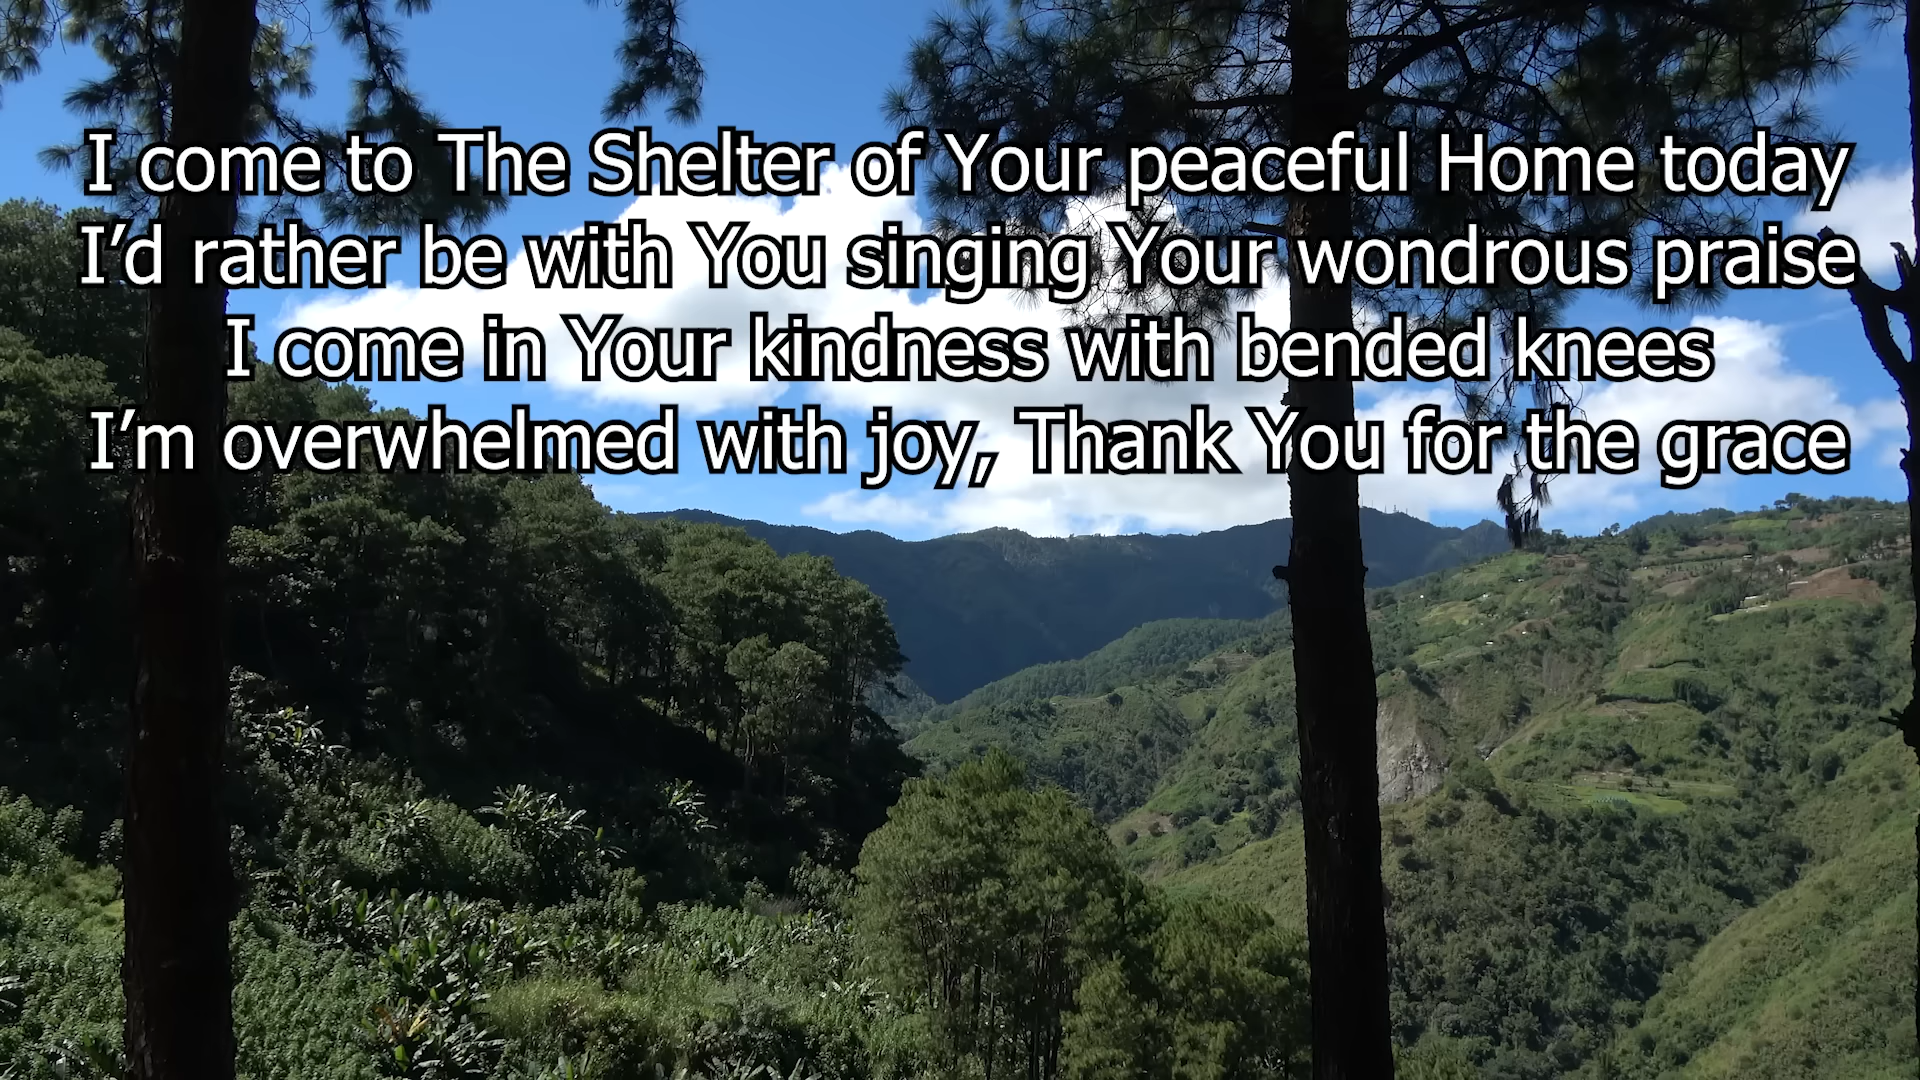 I come to The Shelter of Your peaceful Home today
I’d rather be with You singing Your wondrous praise
I come in Your kindness with bended knees
I’m overwhelmed with joy, Thank You for the grace